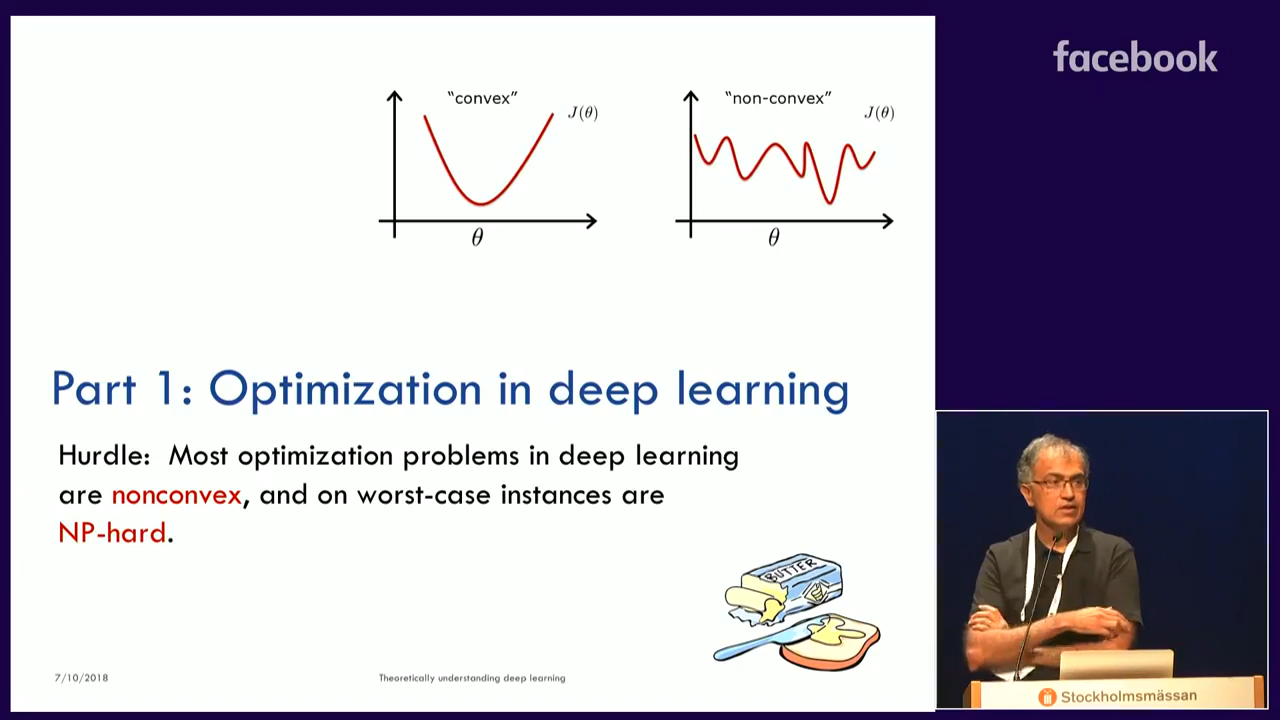 facebook
“convex”
J(θ)
θ
“non-convex”
J(θ)
θ
Part 1: Optimization in deep learning
Hurdle: Most optimization problems in deep learning
are nonconvex, and on worst-case instances are
NP-hard.
BUTTER
7/10/2018
Theoretically understanding deep learning
Stockholmsmässan